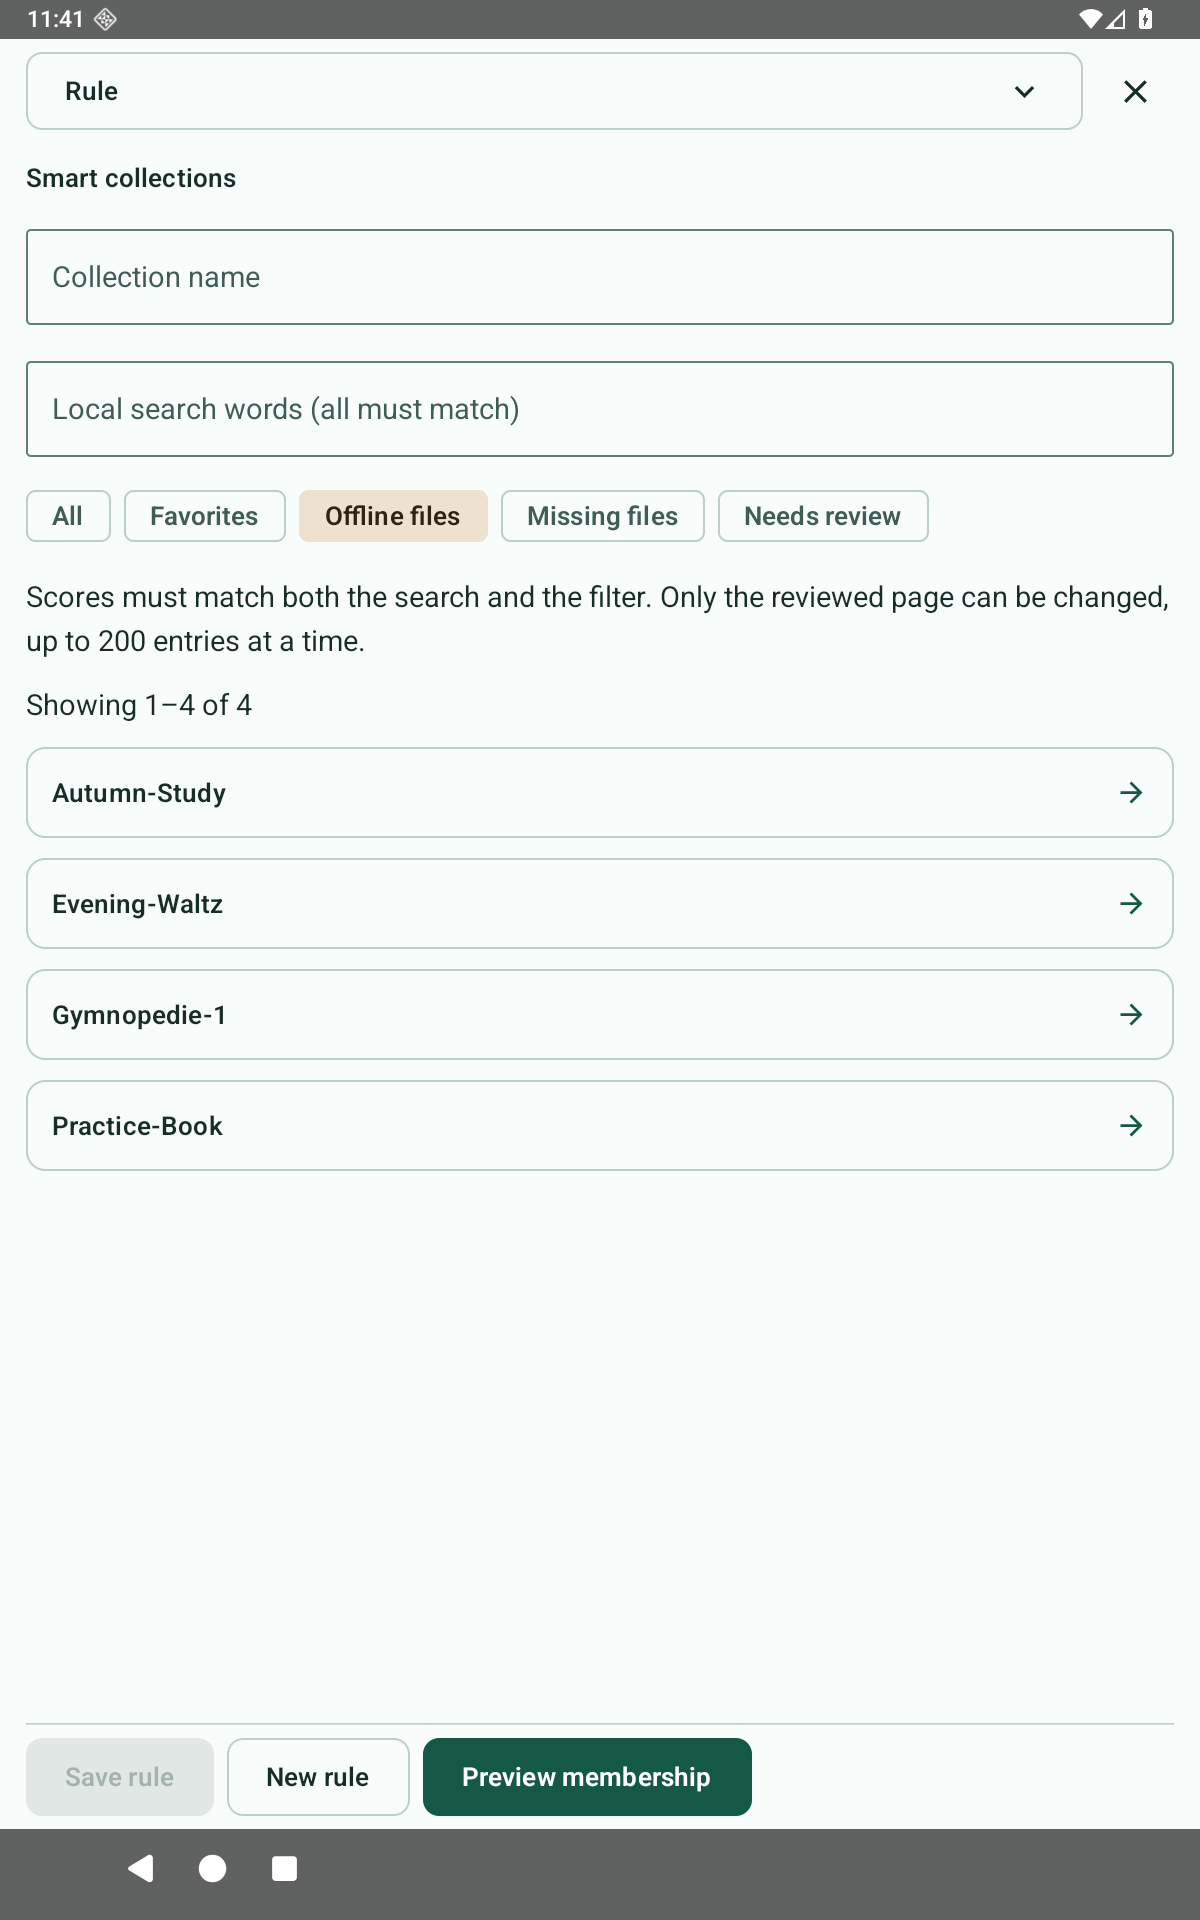 11:41
Rule
Smart collections
Collection name
Local search words (all must match)
All
Favorites
Offline files
Missing files
Needs review
Scores must match both the search and the filter. Only the reviewed page can be changed,
up to 200 entries at a time.
Showing 1–4 of 4
Autumn-Study
Evening-Waltz
Gymnopedie-1
Practice-Book
Save rule
New rule
Preview membership